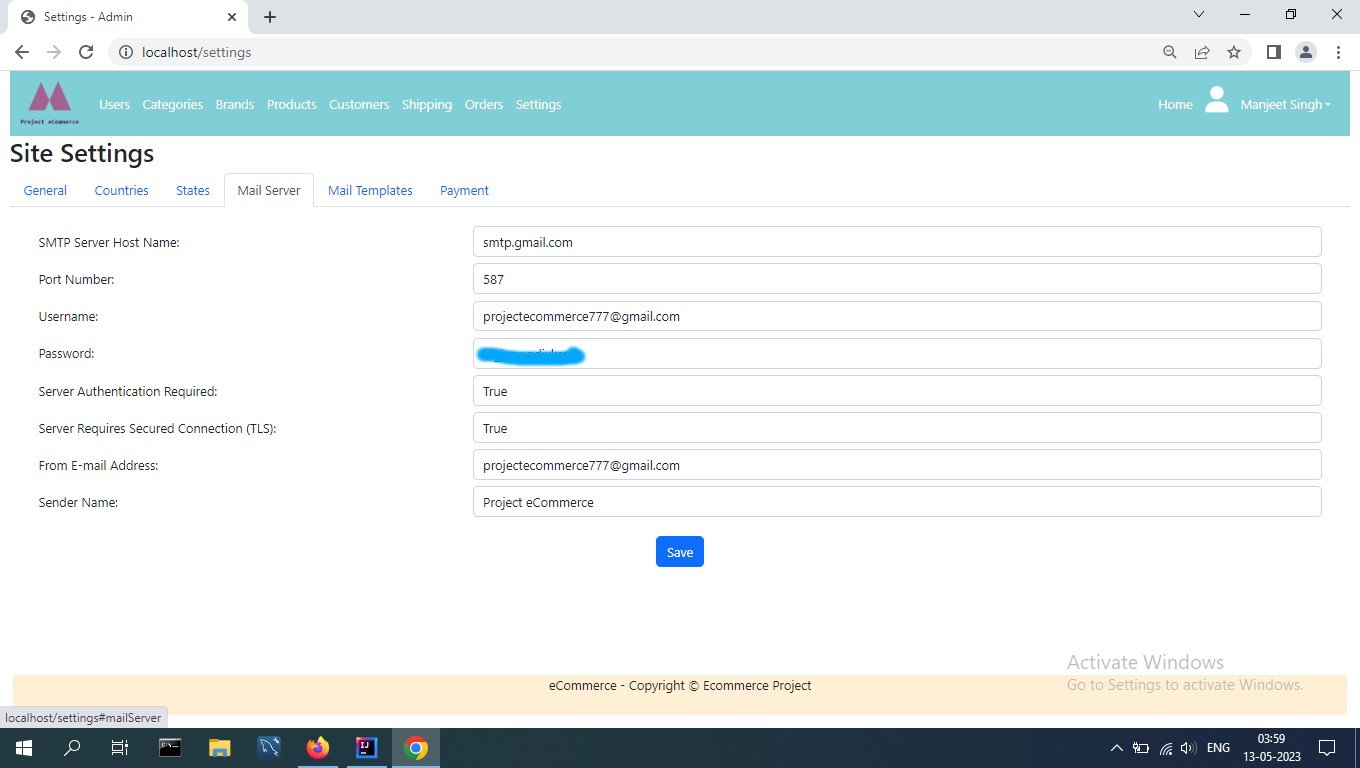 Settings - Admin
localhost/settings
Project eCommerce
Users Categories Brands Products Customers Shipping Orders Settings
Home Manjeet Singh
Site Settings
General Countries States Mail Server Mail Templates Payment
SMTP Server Host Name: smtp.gmail.com
Port Number: 587
Username: projectecommerce777@gmail.com
Password:
Server Authentication Required: True
Server Requires Secured Connection (TLS): True
From E-mail Address: projectecommerce777@gmail.com
Sender Name: Project eCommerce
Save
Activate Windows
Go to Settings to activate Windows.
eCommerce - Copyright © Ecommerce Project
localhost/settings#mailServer
ENG
03:59
13-05-2023